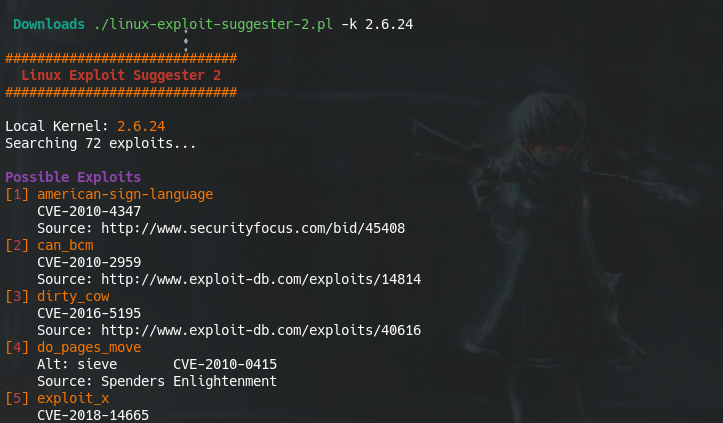 Downloads ./linux-exploit-suggester-2.pl -k 2.6.24
#############################
Linux Exploit Suggester 2
#############################
Local Kernel: 2.6.24
Searching 72 exploits...
Possible Exploits
[1] american-sign-language
CVE-2010-4347
Source: http://www.securityfocus.com/bid/45408
[2] can_bcm
CVE-2010-2959
Source: http://www.exploit-db.com/exploits/14814
[3] dirty_cow
CVE-2016-5195
Source: http://www.exploit-db.com/exploits/40616
[4] do_pages_move
Alt: sieve       CVE-2010-0415
Source: Spenders Enlightenment
[5] exploit_x
CVE-2018-14665